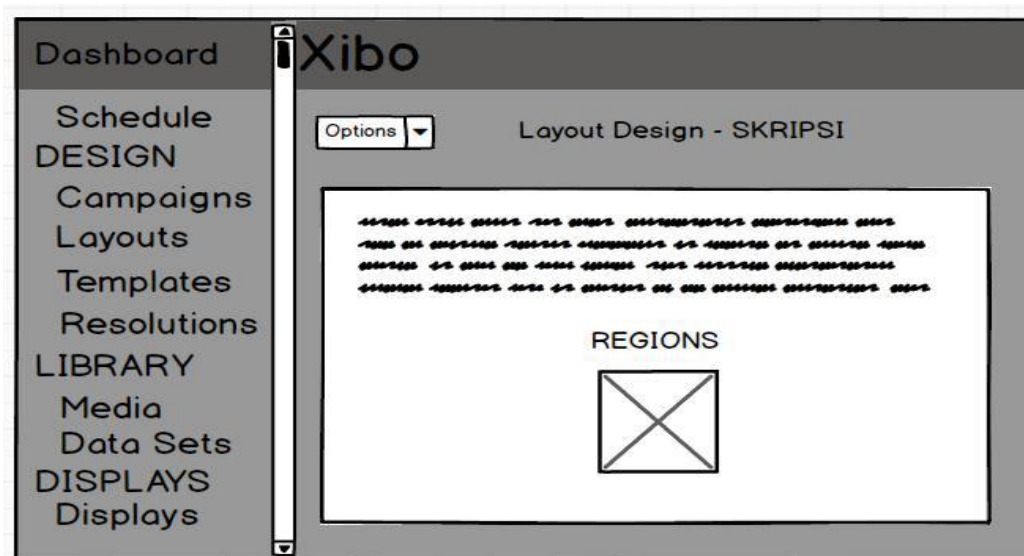 Dashboard
Schedule
DESIGN
Campaigns
Layouts
Templates
Resolutions
LIBRARY
Media
Data Sets
DISPLAYS
Displays
Xibo
Options
Layout Design - SKRIPSI
REGIONS